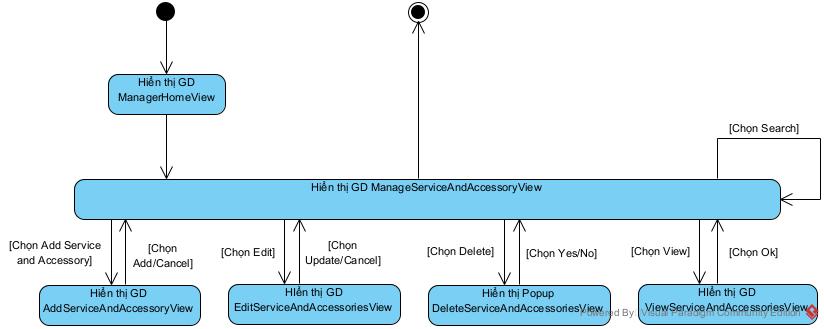 Hiển thị GD
ManagerHomeView
[Chọn Search]
Hiển thị GD ManageServiceAndAccessoryView
[Chọn Add Service
and Accessory]
[Chọn
Add/Cancel]
[Chọn Edit]
[Chọn
Update/Cancel]
[Chọn Delete]
[Chọn Yes/No]
[Chọn View]
[Chọn Ok]
Hiển thị GD
AddServiceAndAccessoryView
HIển thị GD
EditServiceAndAccessoriesView
Hiển thị Popup
DeleteServiceAndAccessoriesView
HIển thị GD
ViewServiceAndAccessoriesView
Powered By Visual Paradigm Community Edition